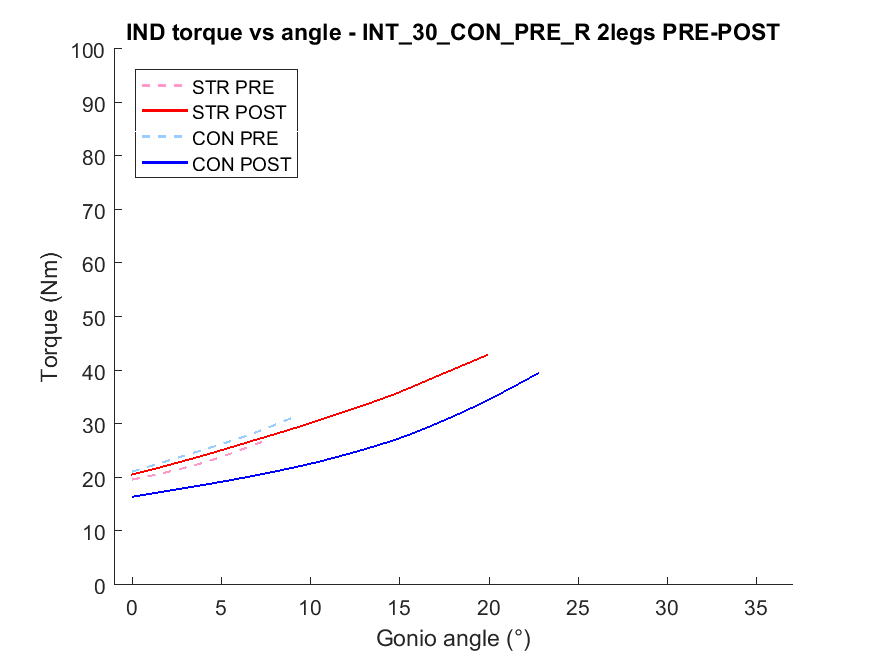 IND torque vs angle - INT_30_CON_PRE_R 2legs PRE-POST
100
90
80
70
60
50
40
30
20
10
0
Torque (Nm)
STR PRE
STR POST
CON PRE
CON POST
0 5 10 15 20 25 30 35
Gonio angle (°)